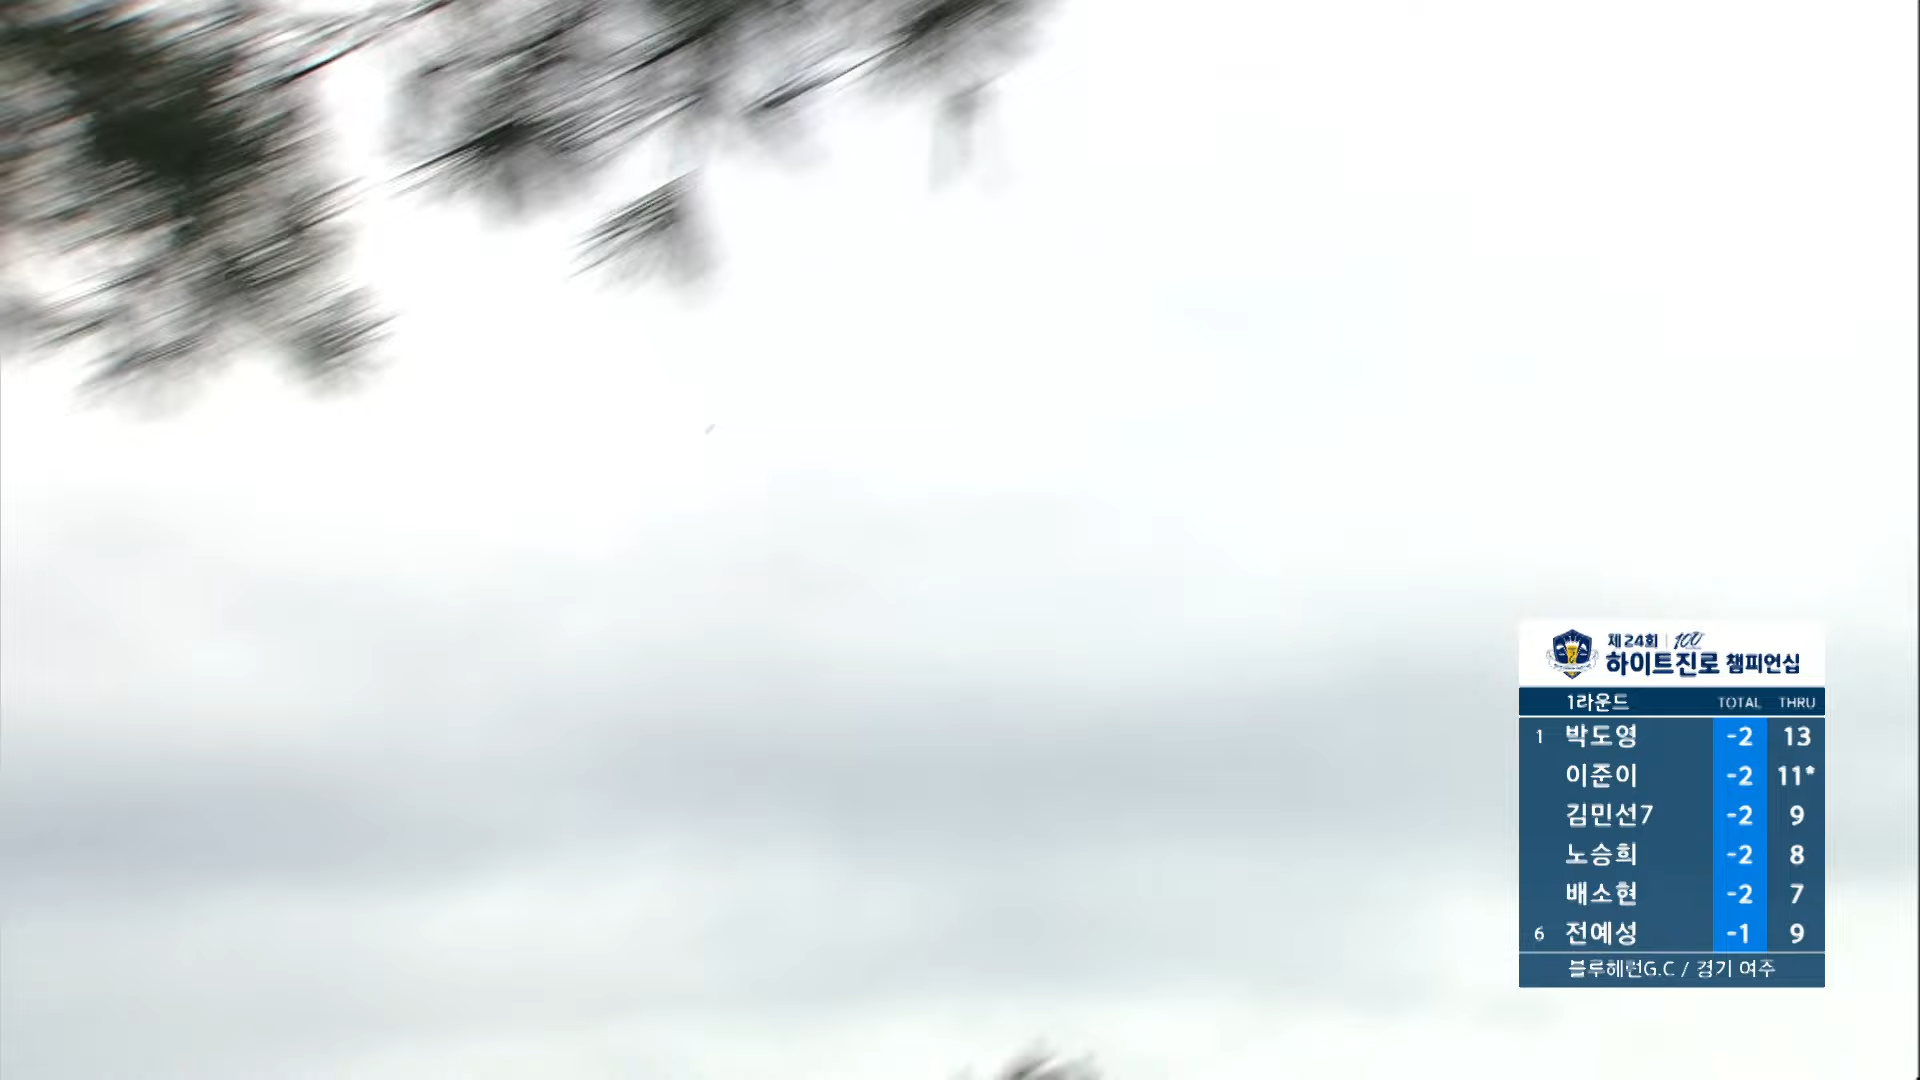 제24회 | 100
하이트진로 챔피언십
1라운드 TOTAL THRU
1 박도영 -2 13
이준이 -2 11*
김민선7 -2 9
노승희 -2 8
배소현 -2 7
6 전예성 -1 9
블루헤런G.C / 경기 여주